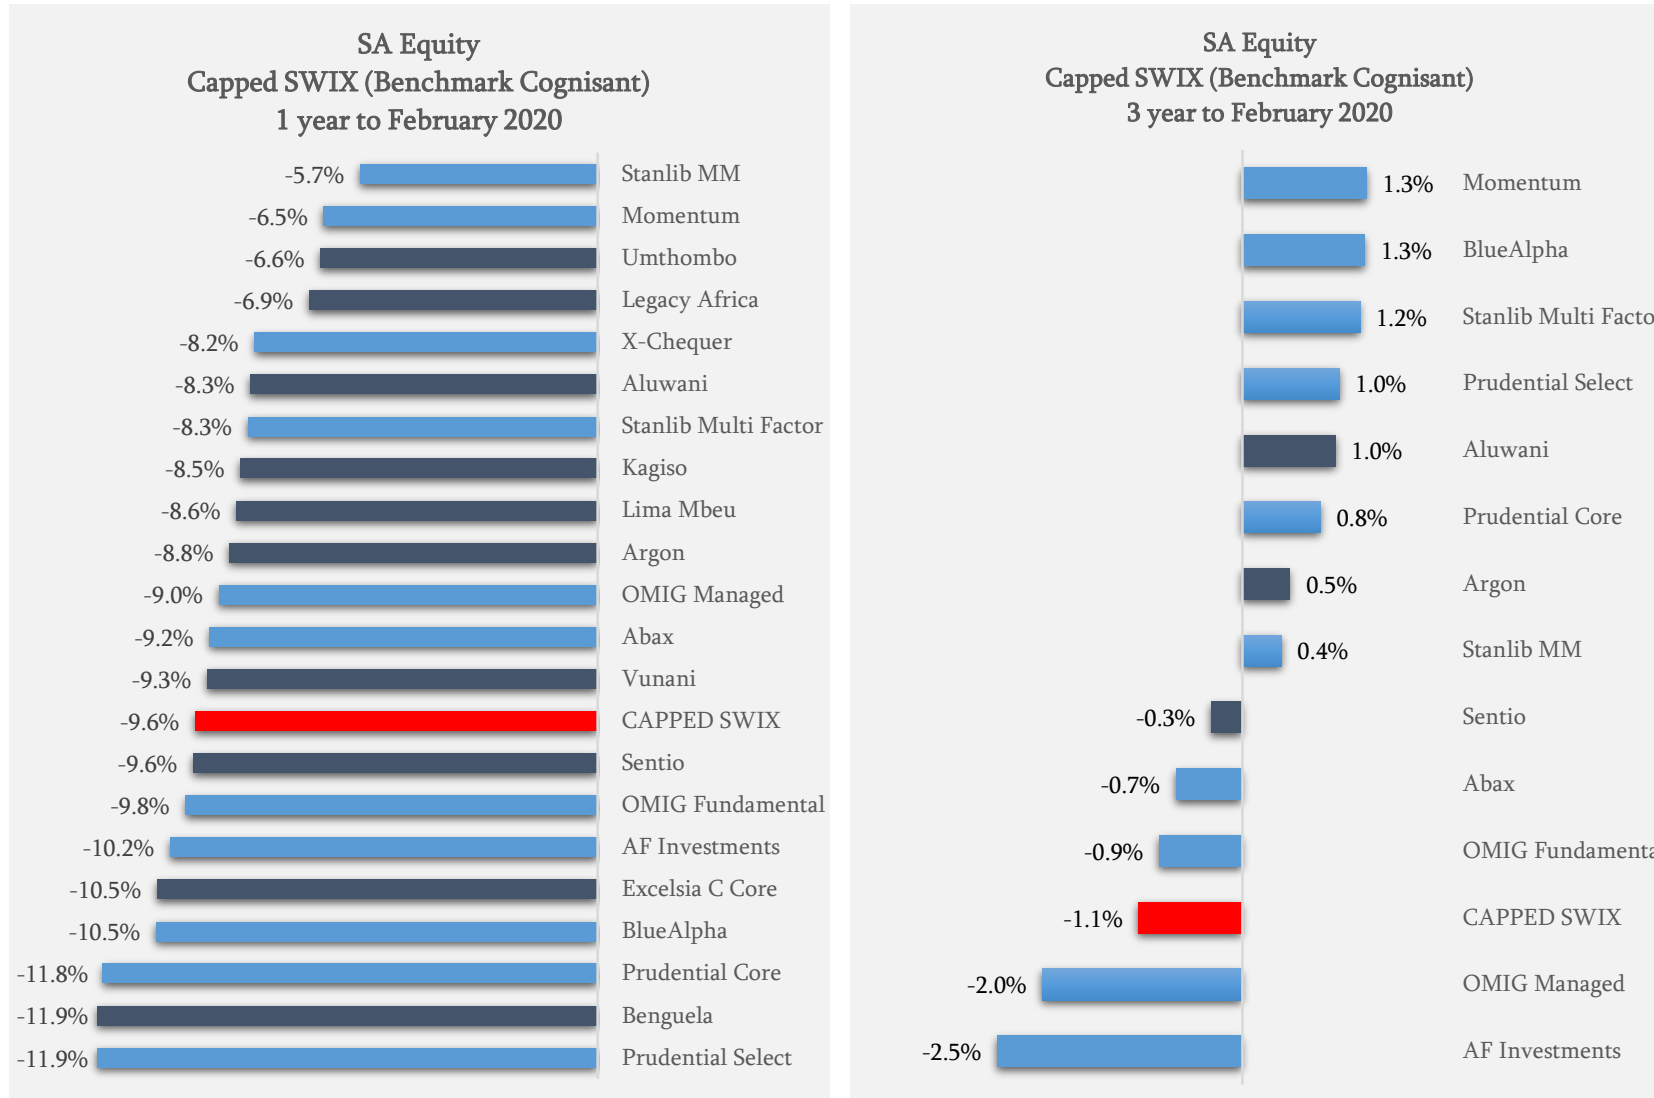 SA Equity
Capped SWIX (Benchmark Cognisant)
1 year to February 2020
-5.7% Stanlib MM
-6.5% Momentum
-6.6% Umthombo
-6.9% Legacy Africa
-8.2% X-Chequer
-8.3% Aluwani
-8.3% Stanlib Multi Factor
-8.5% Kagiso
-8.6% Lima Mbeu
-8.8% Argon
-9.0% OMIG Managed
-9.2% Abax
-9.3% Vunani
-9.6% CAPPED SWIX
-9.6% Sentio
-9.8% OMIG Fundamental
-10.2% AF Investments
-10.5% Excelsia C Core
-10.5% BlueAlpha
-11.8% Prudential Core
-11.9% Benguela
-11.9% Prudential Select
SA Equity
Capped SWIX (Benchmark Cognisant)
3 year to February 2020
1.3% Momentum
1.3% BlueAlpha
1.2% Stanlib Multi Facto
1.0% Prudential Select
1.0% Aluwani
0.8% Prudential Core
0.5% Argon
0.4% Stanlib MM
-0.3% Sentio
-0.7% Abax
-0.9% OMIG Fundamenta
-1.1% CAPPED SWIX
-2.0% OMIG Managed
-2.5% AF Investments